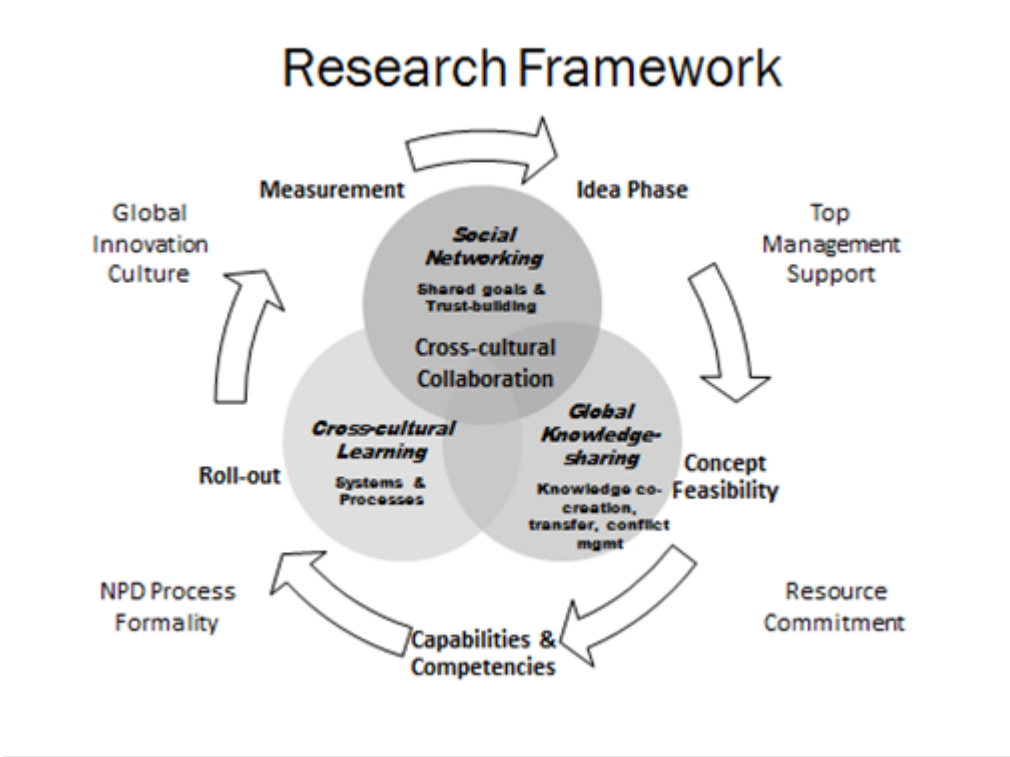 Research Framework
Measurement
Idea Phase
Global
Innovation
Culture
Top
Management
Support
Social
Networking
Shared goals &
Trust-building
Cross-cultural
Collaboration
Cross-cultural
Learning
Systems &
Processes
Global
Knowledge-
sharing
Knowledge co-
creation,
transfer, conflict
mgmt
Roll-out
Concept
Feasibility
NPD Process
Formality
Capabilities &
Competencies
Resource
Commitment